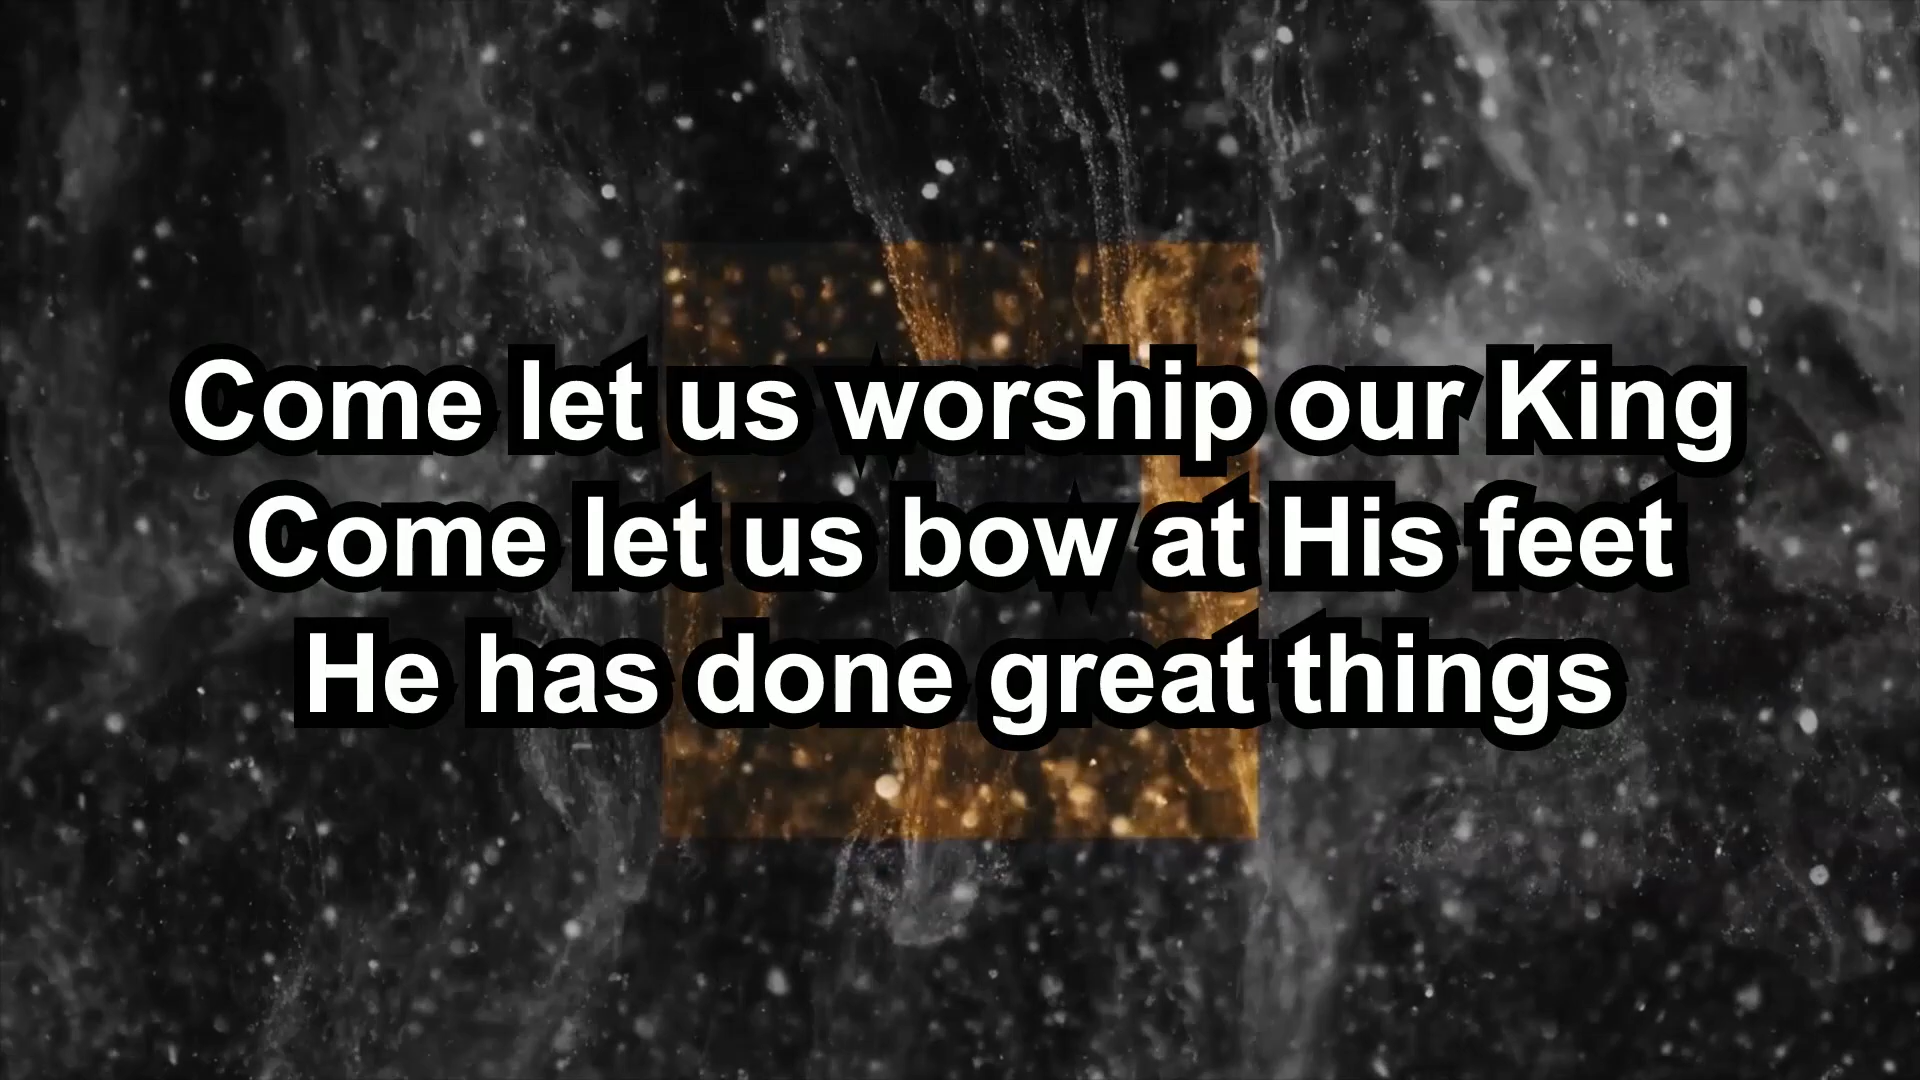 Come let us worship our King
Come let us bow at His feet
He has done great things